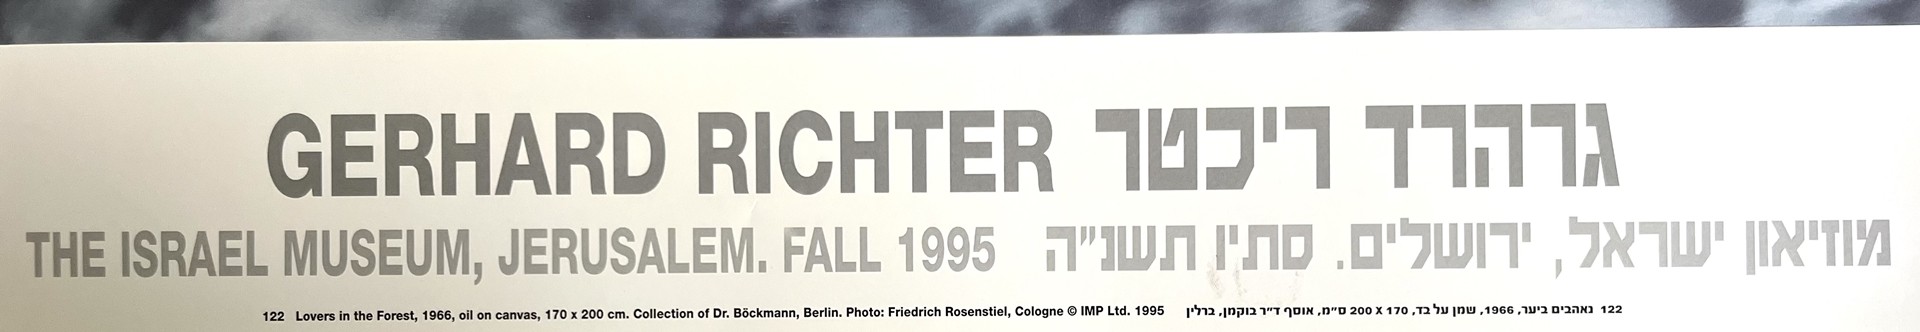 GERHARD RICHTER גרהרד ריכטר
THE ISRAEL MUSEUM, JERUSALEM. FALL 1995 מוזיאון ישראל, ירושלים. סתיו תשנ״ה
122 Lovers in the Forest, 1966, oil on canvas, 170 x 200 cm. Collection of Dr. Böckmann, Berlin. Photo: Friedrich Rosenstiel, Cologne © IMP Ltd. 1995 122 נאהבים ביער, 1966, שמן על בד, 170 X 200 ס״מ, אוסף ד״ר בוקמן, ברלין